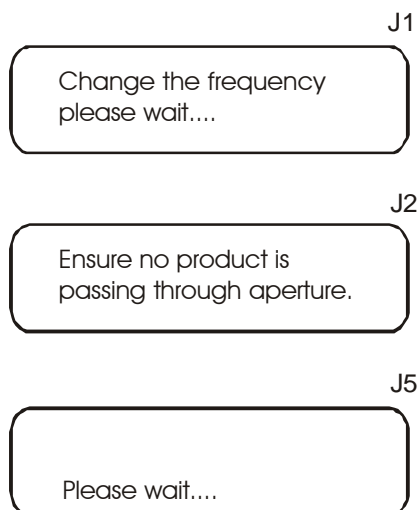 J1
Change the frequency
please wait....
J2
Ensure no product is
passing through aperture.
J5
Please wait....